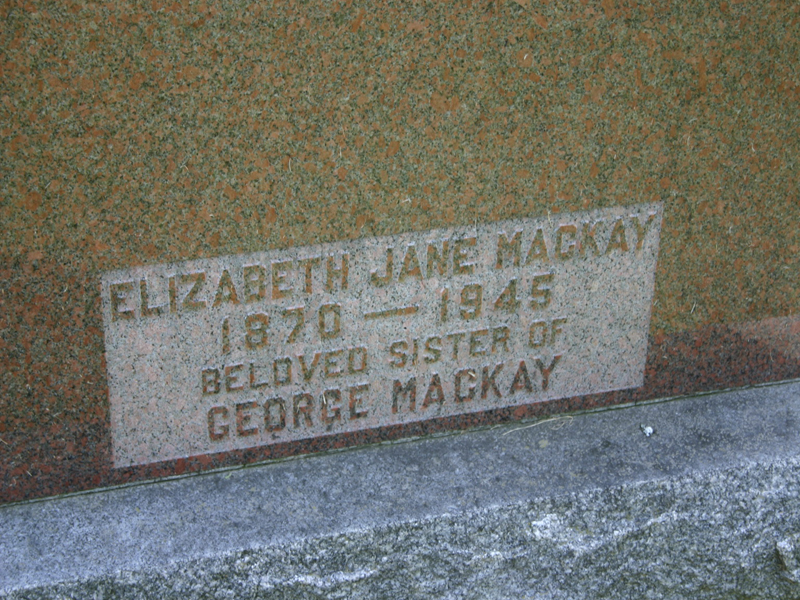 ELIZABETH JANE MACKAY
1870 — 1945
BELOVED SISTER OF
GEORGE MACKAY